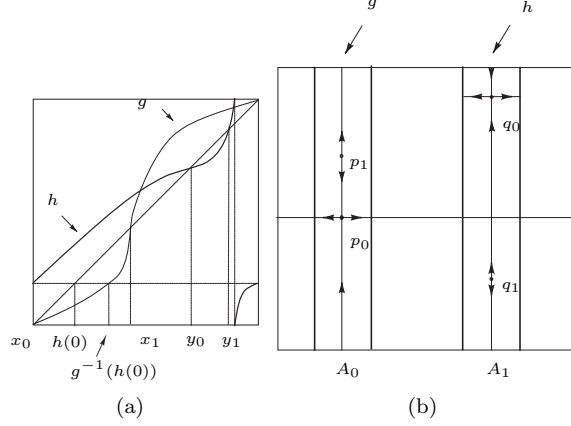 g
h
g
h
p₁
p₀
q₀
q₁
x₀
h(0)
x₁
y₀
y₁
g⁻¹(h(0))
A₀
A₁
(a)
(b)